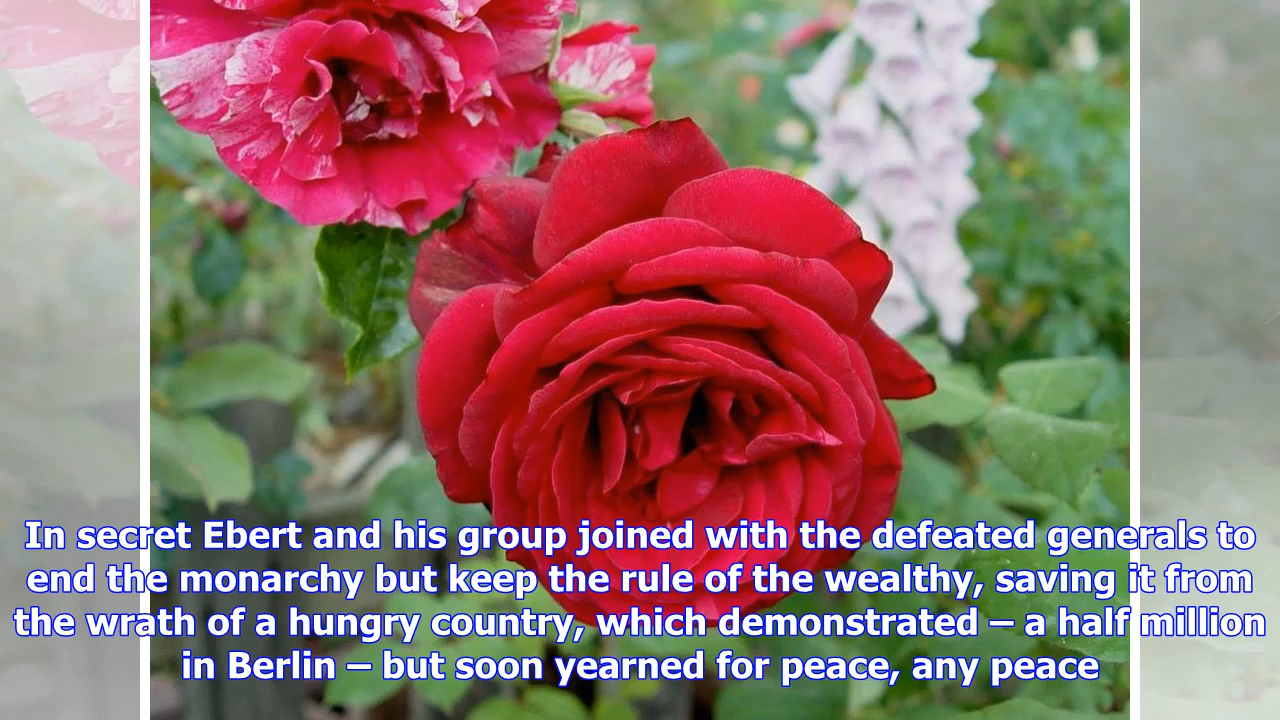 In secret Ebert and his group joined with the defeated generals to
end the monarchy but keep the rule of the wealthy, saving it from
the wrath of a hungry country, which demonstrated – a half million
in Berlin – but soon yearned for peace, any peace